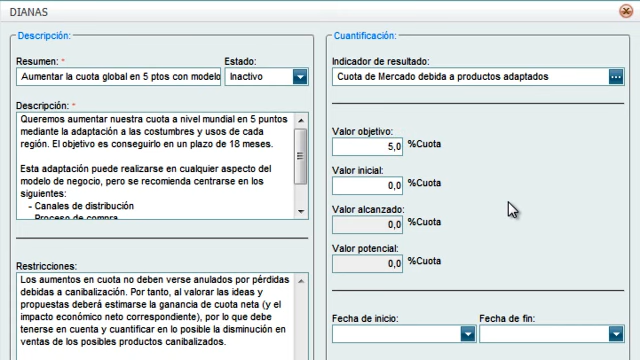 DIANAS
Descripción:
Resumen: *
Estado:
Aumentar la cuota global en 5 ptos con modelo
Inactivo
Descripción: *
Queremos aumentar nuestra cuota a nivel mundial en 5 puntos
mediante la adaptación a las costumbres y usos de cada
región. El objetivo es conseguirlo en un plazo de 18 meses.
Esta adaptación puede realizarse en cualquier aspecto del
modelo de negocio, pero se recomienda centrarse en los
siguientes:
- Canales de distribución
- Proceso de compra
Restricciones:
Los aumentos en cuota no deben verse anulados por pérdidas
debidas a canibalización. Por tanto, al valorar las ideas y
propuestas deberá estimarse la ganancia de cuota neta (y el
impacto económico neto correspondiente), por lo que debe
tenerse en cuenta y cuantificar en lo posible la disminución en
ventas de los posibles productos canibalizados.
Cuantificación:
Indicador de resultado:
Cuota de Mercado debida a productos adaptados
...
Valor objetivo:
5,0 %Cuota
Valor inicial:
0,0 %Cuota
Valor alcanzado:
0,0 %Cuota
Valor potencial:
0,0 %Cuota
Fecha de inicio:
Fecha de fin: